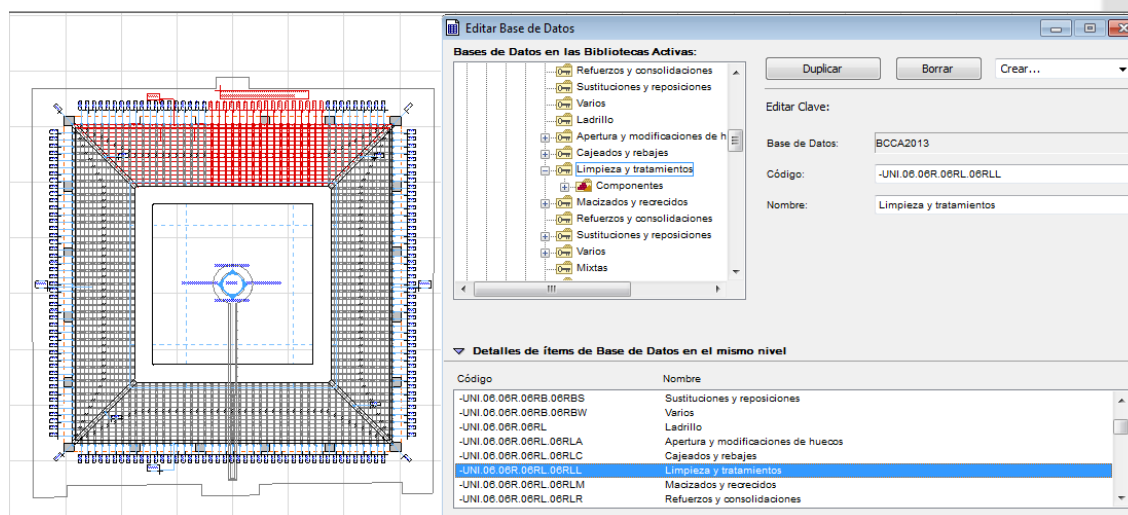 Editar Base de Datos
Bases de Datos en las Bibliotecas Activas:
Refuerzos y consolidaciones
Sustituciones y reposiciones
Varios
Ladrillo
Apertura y modificaciones de h
Cajeados y rebajes
Limpieza y tratamientos
Componentes
Macizados y recrecidos
Refuerzos y consolidaciones
Sustituciones y reposiciones
Varios
Mixtas
Duplicar
Borrar
Crear...
Editar Clave:
Base de Datos: BCCA2013
Código: -UNI.06.06R.06RL.06RLL
Nombre: Limpieza y tratamientos
Detalles de ítems de Base de Datos en el mismo nivel
Código Nombre
-UNI.06.06R.06RB.06RBS Sustituciones y reposiciones
-UNI.06.06R.06RB.06RBW Varios
-UNI.06.06R.06RL Ladrillo
-UNI.06.06R.06RL.06RLA Apertura y modificaciones de huecos
-UNI.06.06R.06RL.06RLC Cajeados y rebajes
-UNI.06.06R.06RL.06RLL Limpieza y tratamientos
-UNI.06.06R.06RL.06RLM Macizados y recrecidos
-UNI.06.06R.06RL.06RLR Refuerzos y consolidaciones